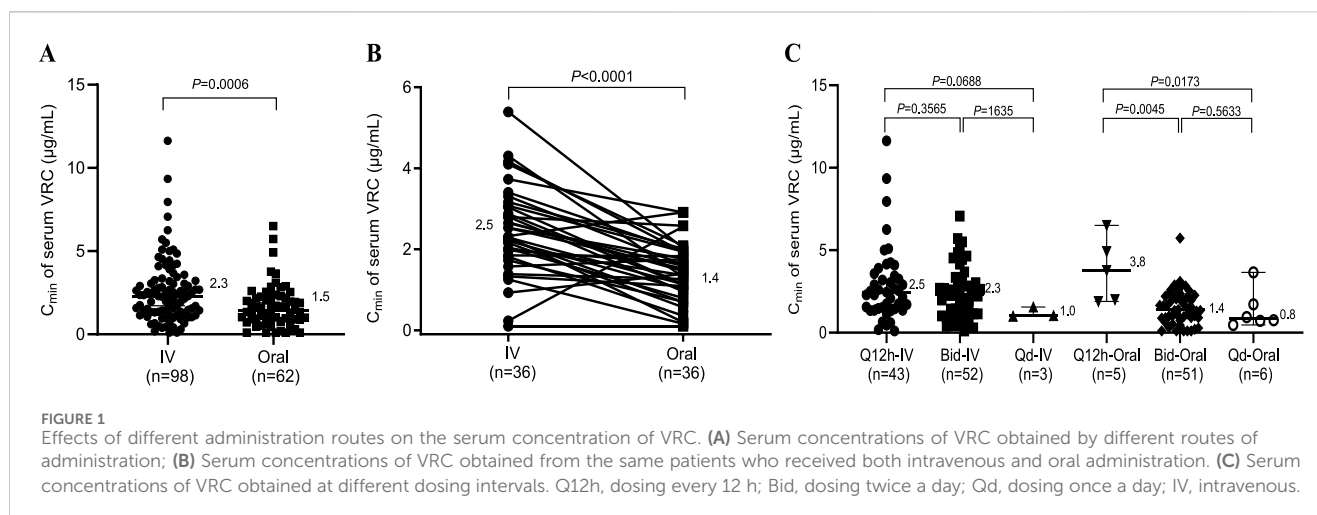 A
P=0.0006
15
10
5
0
C_min of serum VRC (μg/mL)
2.3
1.5
IV
(n=98)
Oral
(n=62)
B
P<0.0001
6
4
2
0
C_min of serum VRC (μg/mL)
2.5
1.4
IV
(n=36)
Oral
(n=36)
C
P=0.0688
P=0.0173
P=0.3565
P=1635
P=0.0045
P=0.5633
15
10
5
0
C_min of serum VRC (μg/mL)
2.5
2.3
1.0
3.8
1.4
0.8
Q12h-IV
(n=43)
Bid-IV
(n=52)
Qd-IV
(n=3)
Q12h-Oral
(n=5)
Bid-Oral
(n=51)
Qd-Oral
(n=6)
FIGURE 1
Effects of different administration routes on the serum concentration of VRC. (A) Serum concentrations of VRC obtained by different routes of
administration; (B) Serum concentrations of VRC obtained from the same patients who received both intravenous and oral administration. (C) Serum
concentrations of VRC obtained at different dosing intervals. Q12h, dosing every 12 h; Bid, dosing twice a day; Qd, dosing once a day; IV, intravenous.